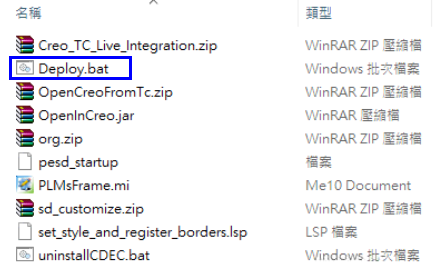 名稱 類型
Creo_TC_Live_Integration.zip WinRAR ZIP 壓縮檔
Deploy.bat Windows 批次檔案
OpenCreoFromTc.zip WinRAR ZIP 壓縮檔
OpenInCreo.jar WinRAR 壓縮檔
org.zip WinRAR ZIP 壓縮檔
pesd_startup 檔案
PLMsFrame.mi Me10 Document
sd_customize.zip WinRAR ZIP 壓縮檔
set_style_and_register_borders.lsp LSP 檔案
uninstallCDEC.bat Windows 批次檔案